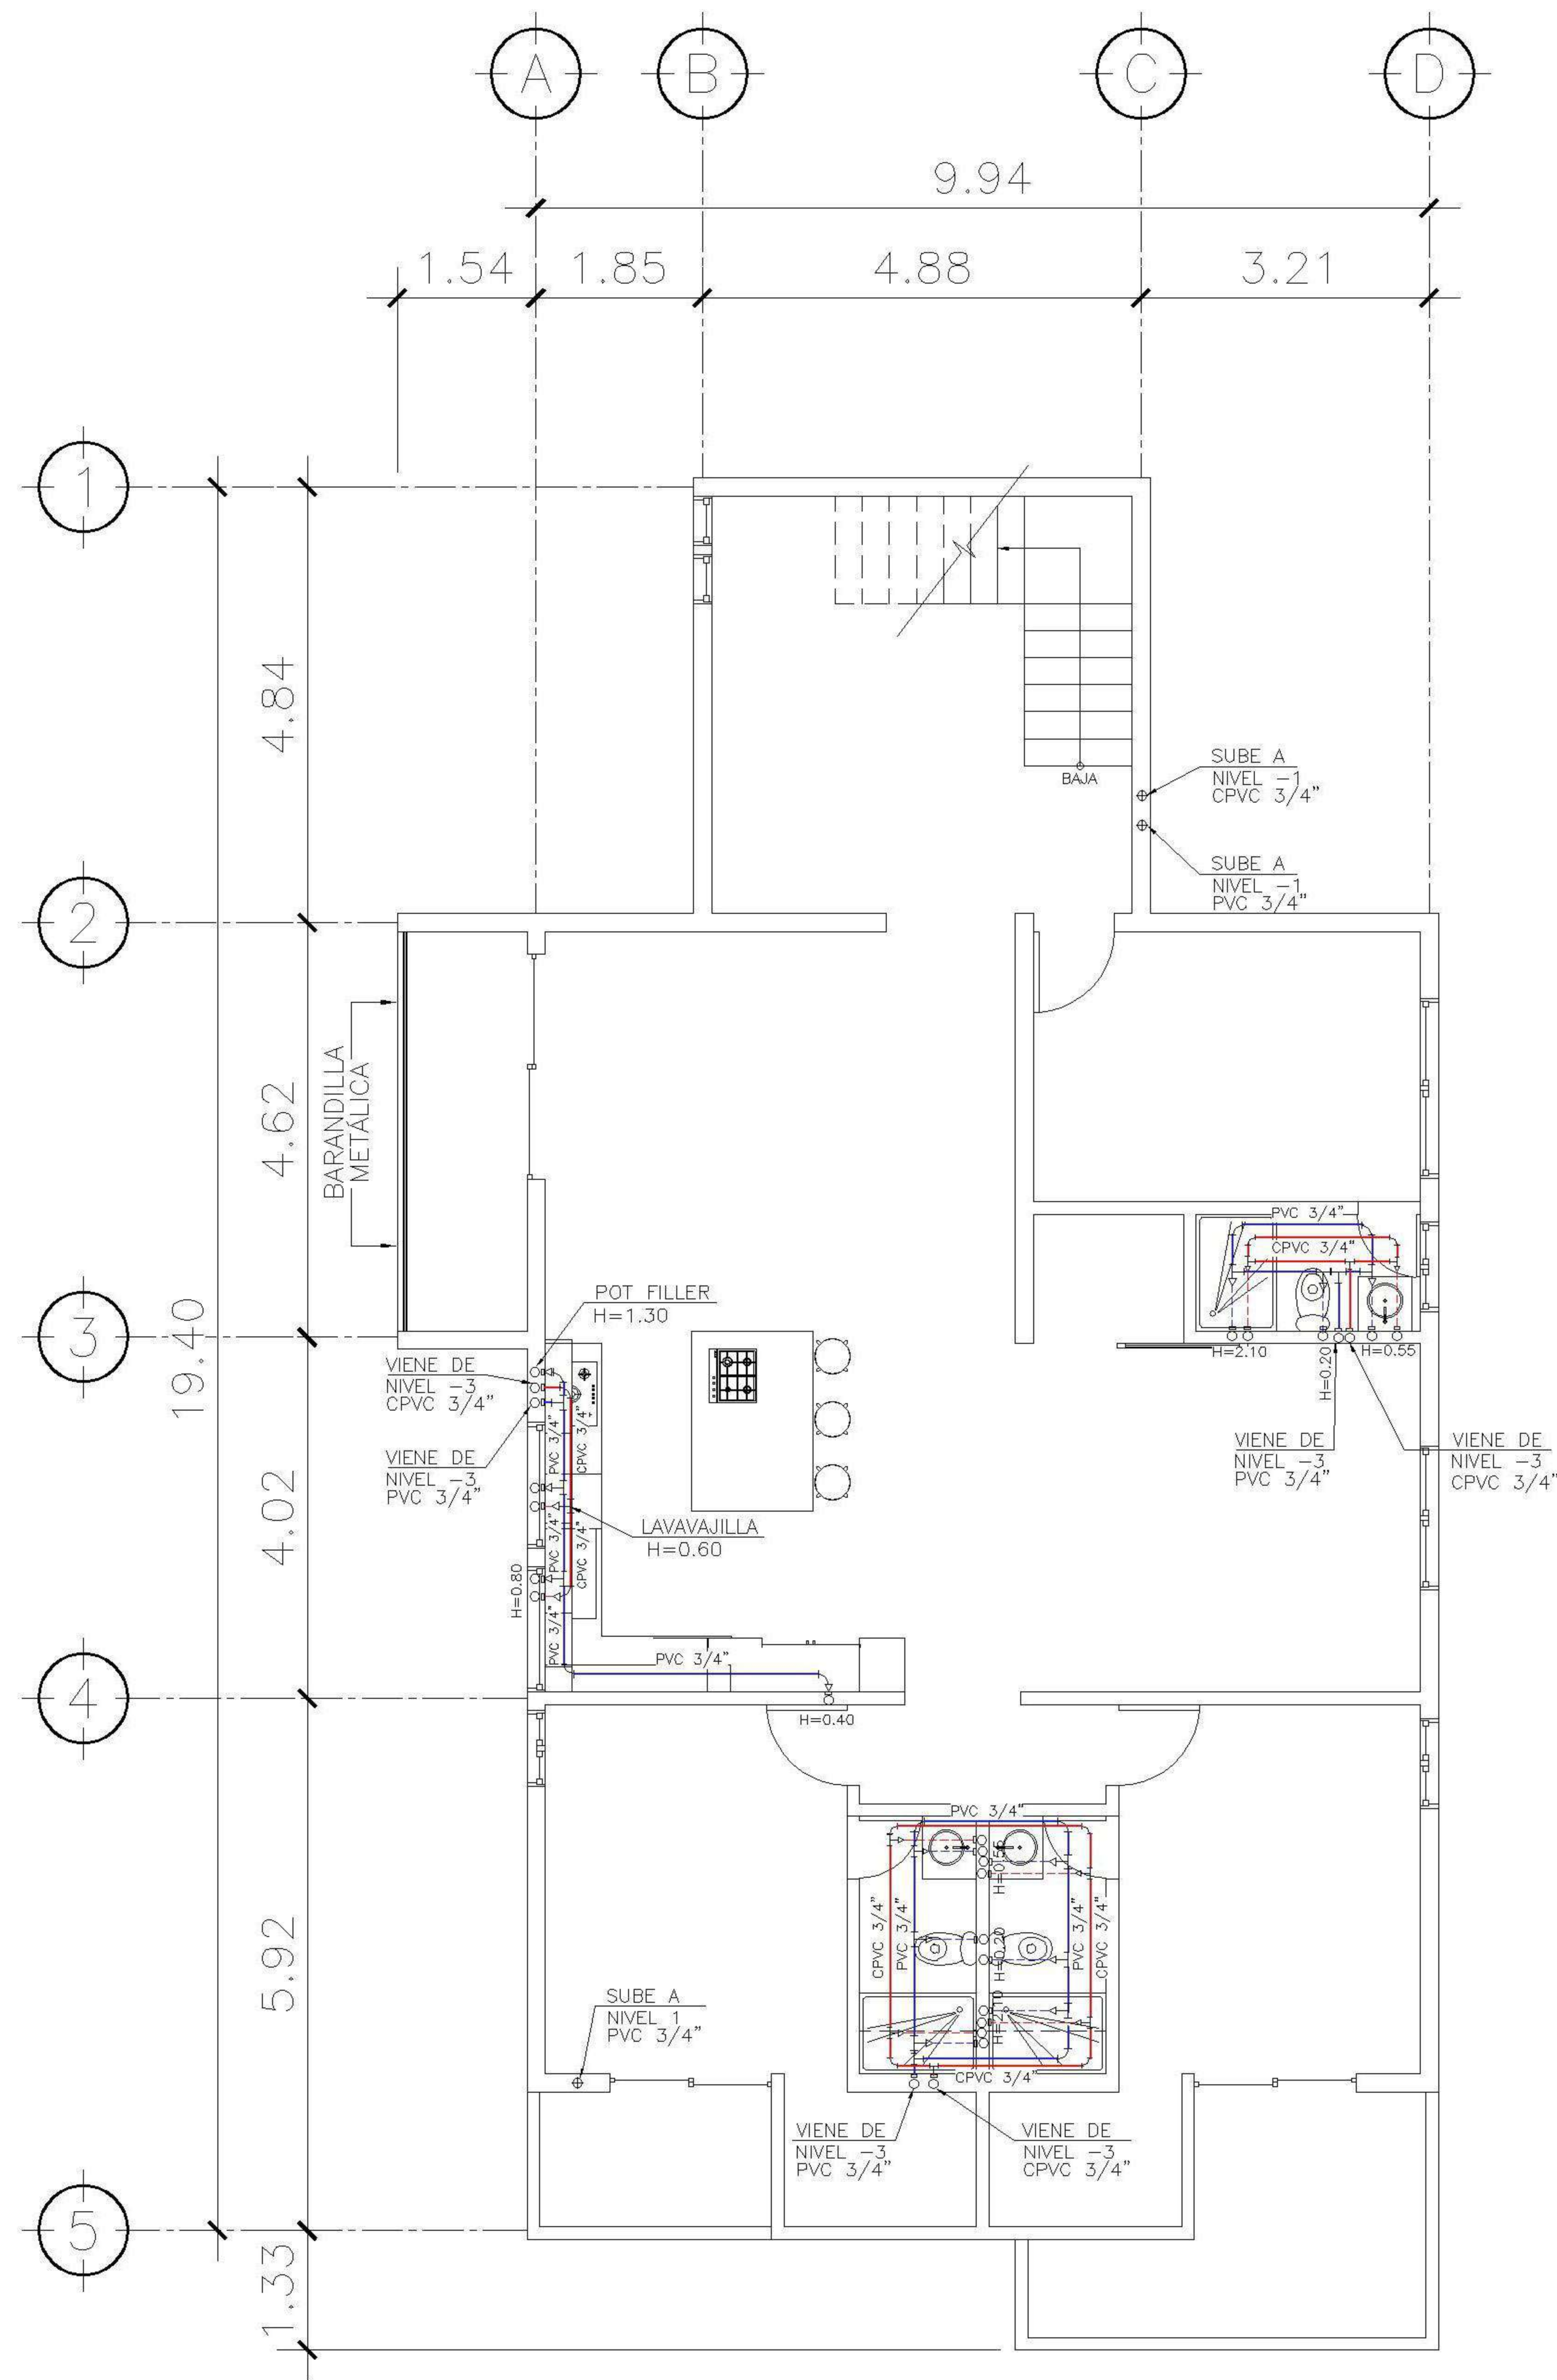 A B C D
9.94
1.54 1.85 4.88 3.21
1
4.84
BAJA
SUBE A
NIVEL -1
CPVC 3/4"
SUBE A
NIVEL -1
PVC 3/4"
2
BARANDILLA
METÁLICA
4.62
19.40
3
POT FILLER
H=1.30
VIENE DE
NIVEL -3
CPVC 3/4"
VIENE DE
NIVEL -3
PVC 3/4"
PVC 3/4"
CPVC 3/4"
H=2.10
H=0.20
H=0.55
VIENE DE
NIVEL -3
PVC 3/4"
VIENE DE
NIVEL -3
CPVC 3/4"
PVC 3/4"
CPVC 3/4"
LAVAVAJILLA
H=0.60
PVC 3/4"
CPVC 3/4"
H=0.80
PVC 3/4"
PVC 3/4"
4.02
4
H=0.40
PVC 3/4"
H=0.55
CPVC 3/4"
PVC 3/4"
H=0.20
PVC 3/4"
CPVC 3/4"
H=2.10
CPVC 3/4"
5.92
SUBE A
NIVEL 1
PVC 3/4"
VIENE DE
NIVEL -3
PVC 3/4"
VIENE DE
NIVEL -3
CPVC 3/4"
5
1.33